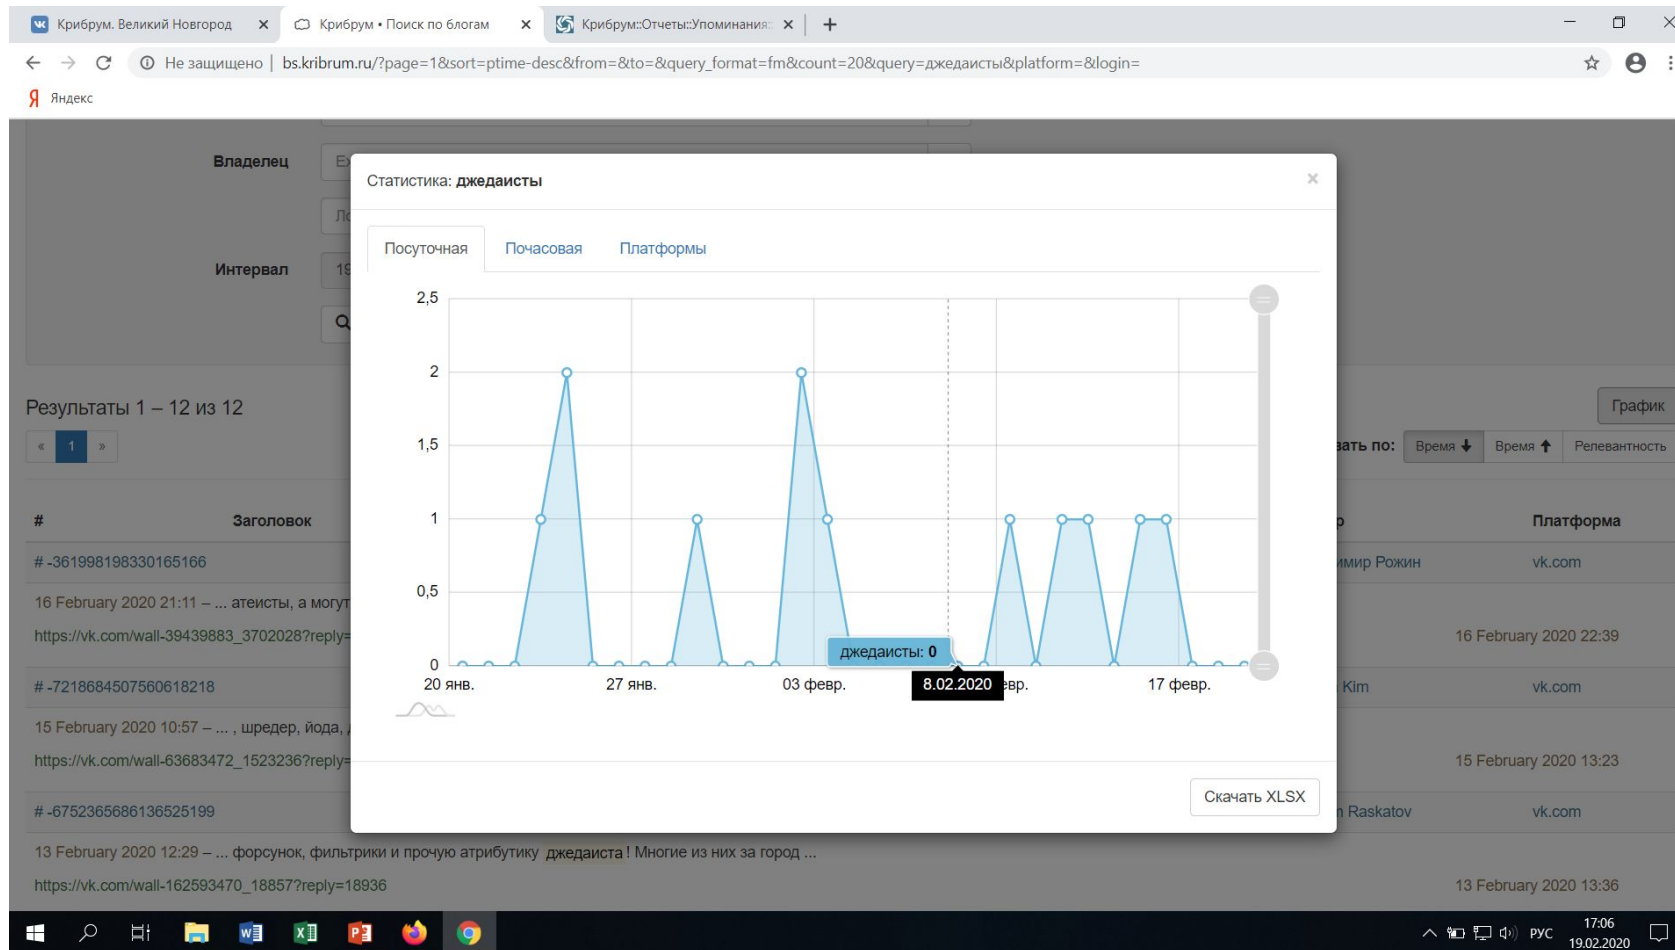 Крибрум. Великий Новгород
Крибрум • Поиск по блогам
Крибрум::Отчеты::Упоминания::
Не защищено
bs.kribrum.ru/?page=1&sort=ptime-desc&from=&to=&query_format=fm&count=20&query=джедаисты&platform=&login=
Яндекс
Владелец
Интервал
19
Статистика: джедаисты
×
Посуточная Почасовая Платформы
2,5
2
1,5
1
0,5
0
джедаисты: 0
20 янв. 27 янв. 03 февр. 8.02.2020 17 февр.
Скачать XLSX
Результаты 1 – 12 из 12
График
« 1 »
Время Время Релевантность
# Заголовок Платформа
# -361998198330165166 Рожин vk.com
16 February 2020 21:11 – ... атеисты, а могут
https://vk.com/wall-39439883_3702028?reply= 16 February 2020 22:39
# -7218684507560618218 Kim vk.com
15 February 2020 10:57 – ... , шредер, йода,
https://vk.com/wall-63683472_1523236?reply= 15 February 2020 13:23
# -6752365686136525199 Raskatov vk.com
13 February 2020 12:29 – ... форсунок, фильтрики и прочую атрибутику джедаиста! Многие из них за город ...
https://vk.com/wall-162593470_18857?reply=18936 13 February 2020 13:36
РУС
17:06
19.02.2020